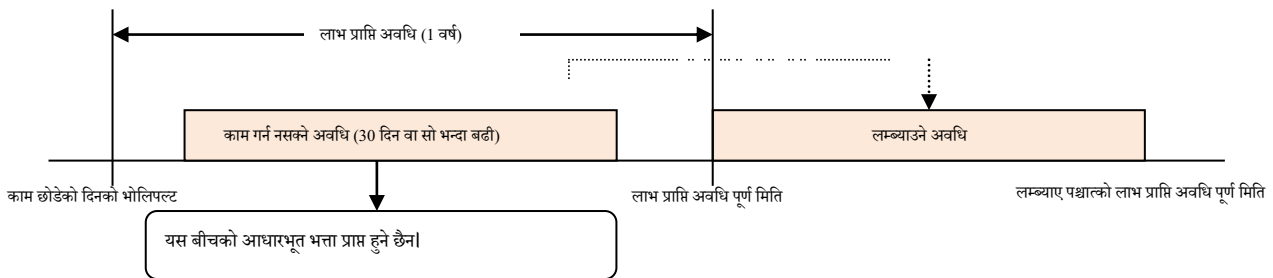 लाभ प्राप्ति अवधि (1 वर्ष)
काम गर्न नसक्ने अवधि (30 दिन वा सो भन्दा बढी)
लम्ब्याउने अवधि
काम छोडेको दिनको भोलिपल्ट
लाभ प्राप्ति अवधि पूर्ण मिति
लम्ब्याए पश्चात्को लाभ प्राप्ति अवधि पूर्ण मिति
यस बीचको आधारभूत भत्ता प्राप्त हुने छैन।